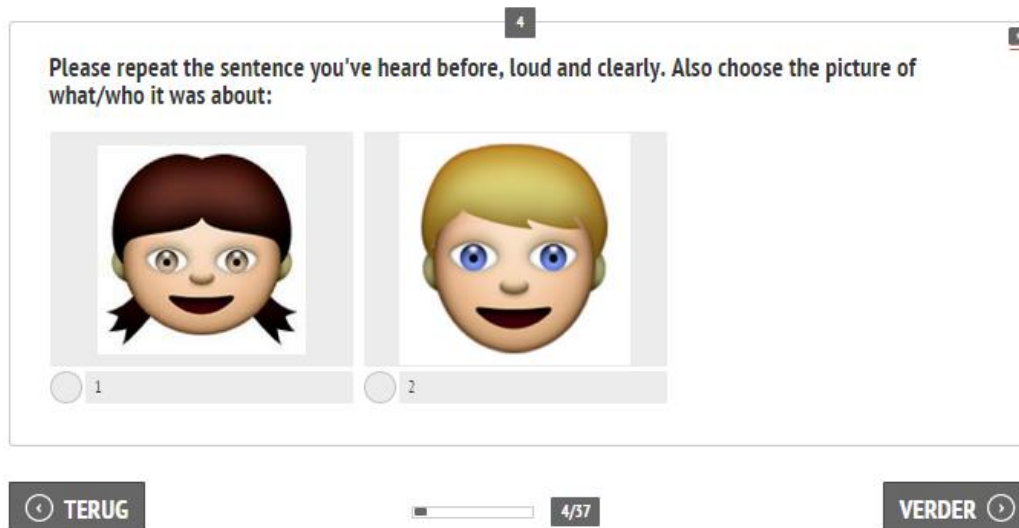 4
Please repeat the sentence you've heard before, loud and clearly. Also choose the picture of
what/who it was about:
1
2
TERUG
4/37
VERDER